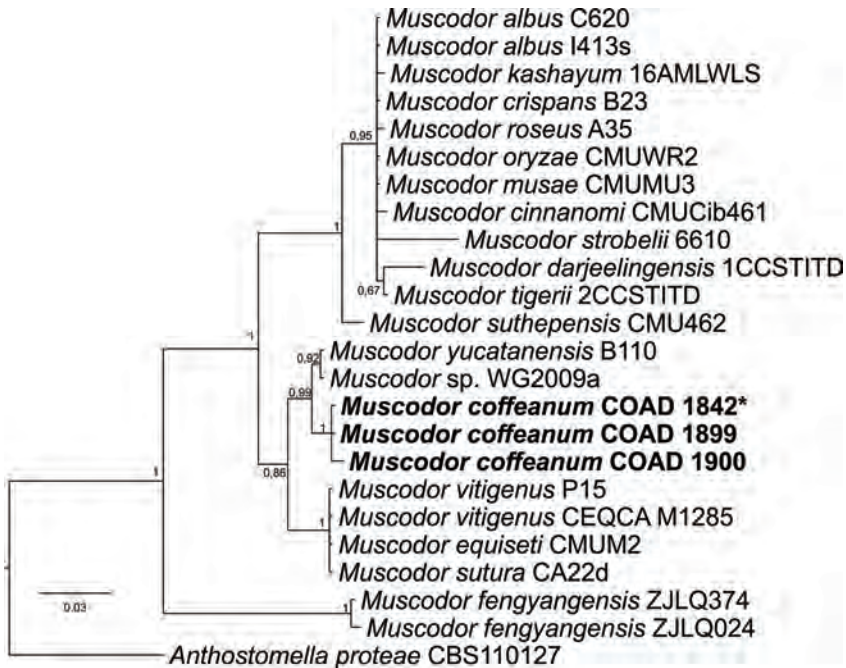 Muscodor albus C620
Muscodor albus I413s
Muscodor kashayum 16AMLWLS
Muscodor crispans B23
0,95
Muscodor roseus A35
Muscodor oryzae CMUWR2
Muscodor musae CMUMU3
Muscodor cinnanomi CMUCib461
1
Muscodor strobelii 6610
Muscodor darjeelingensis 1CCSTITD
0,67
Muscodor tigerii 2CCSTITD
Muscodor suthepensis CMU462
1
Muscodor yucatanensis B110
0,92
Muscodor sp. WG2009a
0,99
Muscodor coffeanum COAD 1842*
1
Muscodor coffeanum COAD 1899
Muscodor coffeanum COAD 1900
0,86
1
Muscodor vitigenus P15
Muscodor vitigenus CEQCA M1285
1
Muscodor equiseti CMUM2
Muscodor sutura CA22d
0.03
Muscodor fengyangensis ZJLQ374
1
Muscodor fengyangensis ZJLQ024
Anthostomella proteae CBS110127